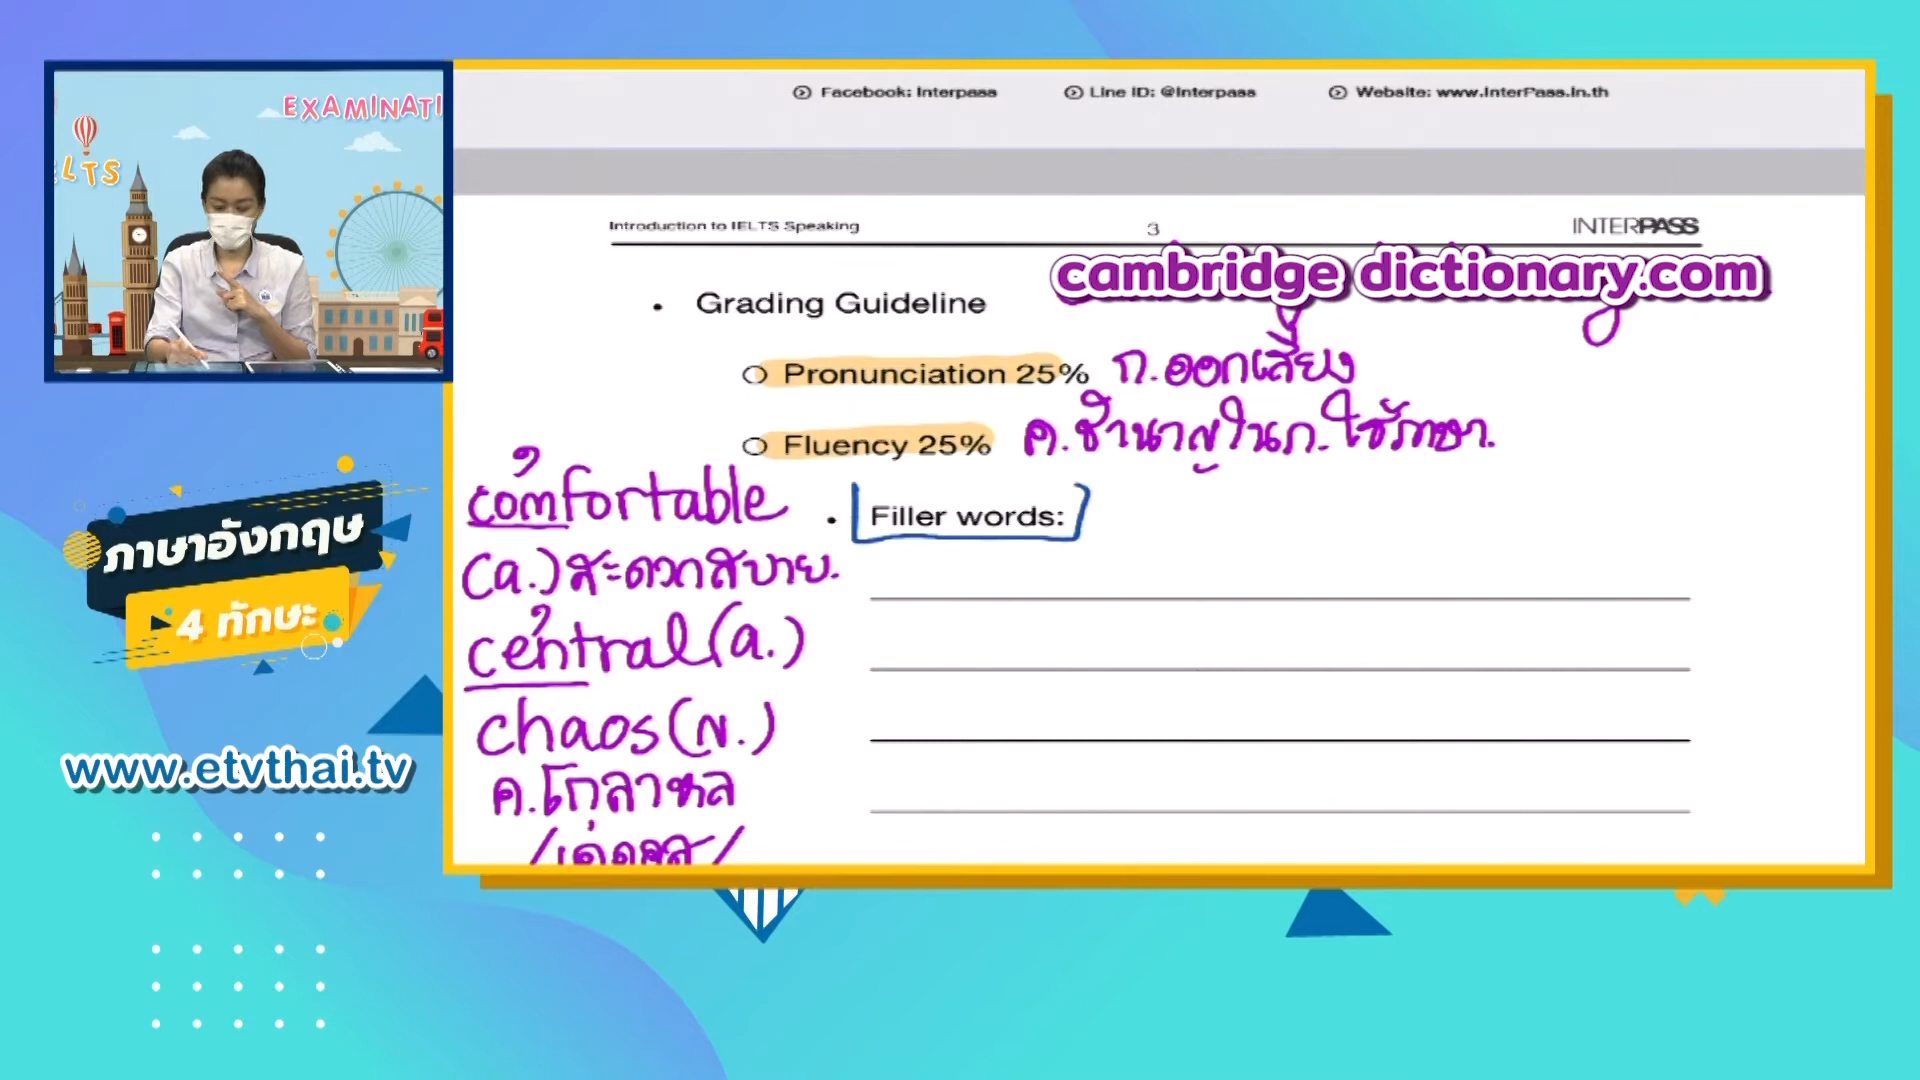 EXAMINATI
ELTS
Facebook: Interpass
Line ID: @Interpass
Website: www.InterPass.in.th
Introduction to IELTS Speaking
3
INTERPASS
cambridge dictionary.com
• Grading Guideline
Pronunciation 25% ก.ออกเสียง
Fluency 25% ค.ชำนาญในก.ใช้ภาษา.
• Filler words:
comfortable
(a.) สะดวกสบาย.
central (a.)
chaos (n.)
ค.โกลาหล
ภาษาอังกฤษ
4 ทักษะ
www.etvthai.tv